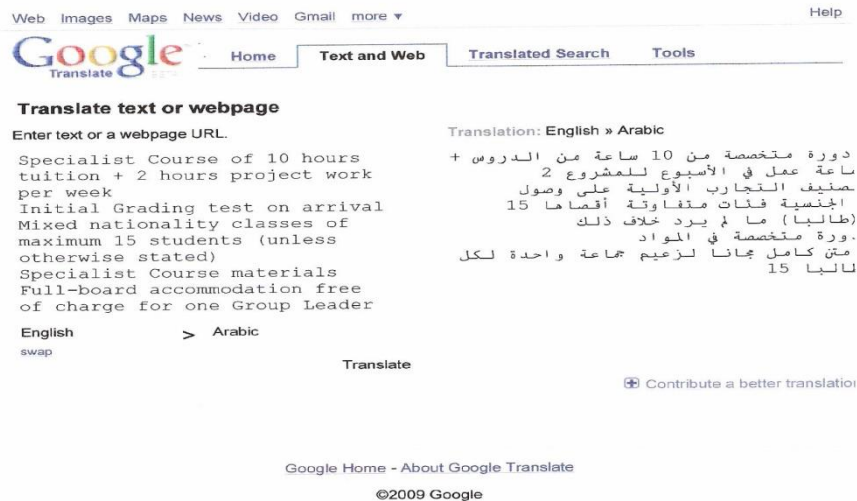 Web Images Maps News Video Gmail more ▼ Help
Google
Translate
Home Text and Web Translated Search Tools
Translate text or webpage
Enter text or a webpage URL.
Specialist Course of 10 hours
tuition + 2 hours project work
per week
Initial Grading test on arrival
Mixed nationality classes of
maximum 15 students (unless
otherwise stated)
Specialist Course materials
Full-board accommodation free
of charge for one Group Leader
English > Arabic
swap
Translate
Translation: English » Arabic
دورة متخصصة من 10 ساعة من الدروس +
عمل في الأسبوع للمشروع 2
التجارب الأولية على وصول
الجنسية فئات متفاوتة أقصاها 15
(طالبا) ما لم يرد خلاف ذلك
متخصصة في المواد
متن كامل مجانا لزعيم جماعة واحدة لكل
15
Contribute a better translation
Google Home - About Google Translate
©2009 Google